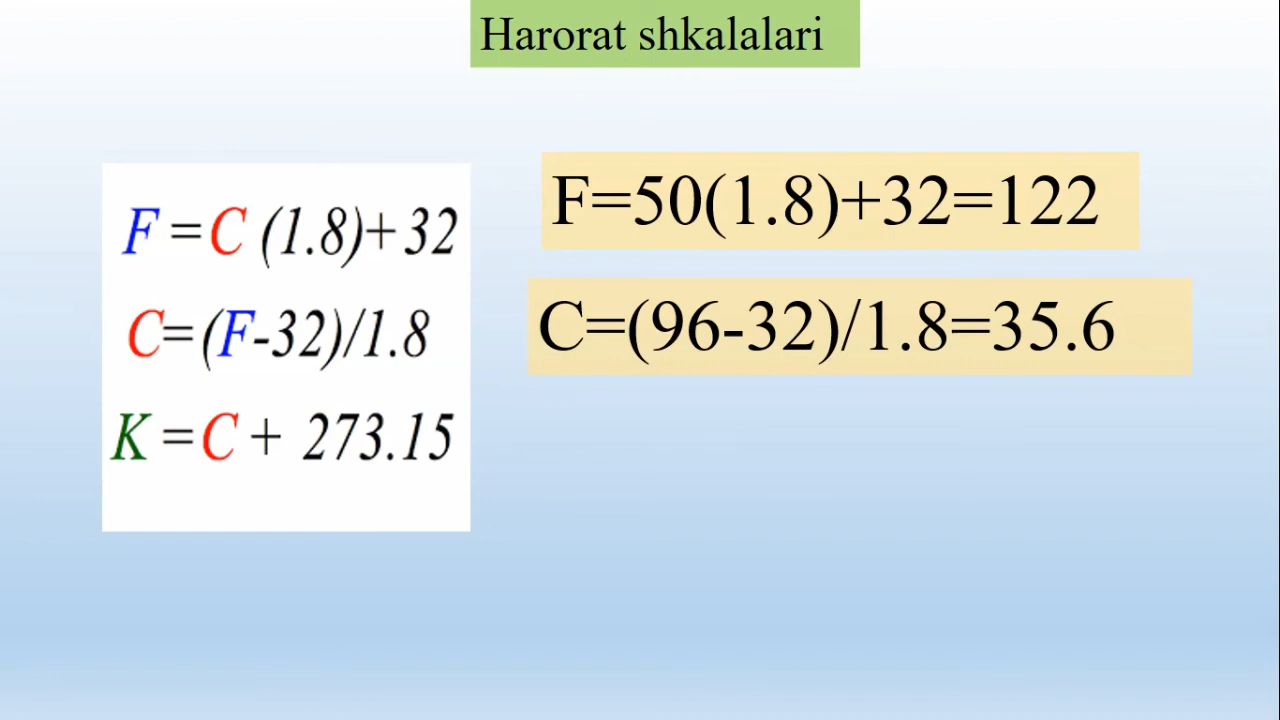 Harorat shkalalari
F =C (1.8)+32
C=(F-32)/1.8
K =C + 273.15
F=50(1.8)+32=122
C=(96-32)/1.8=35.6